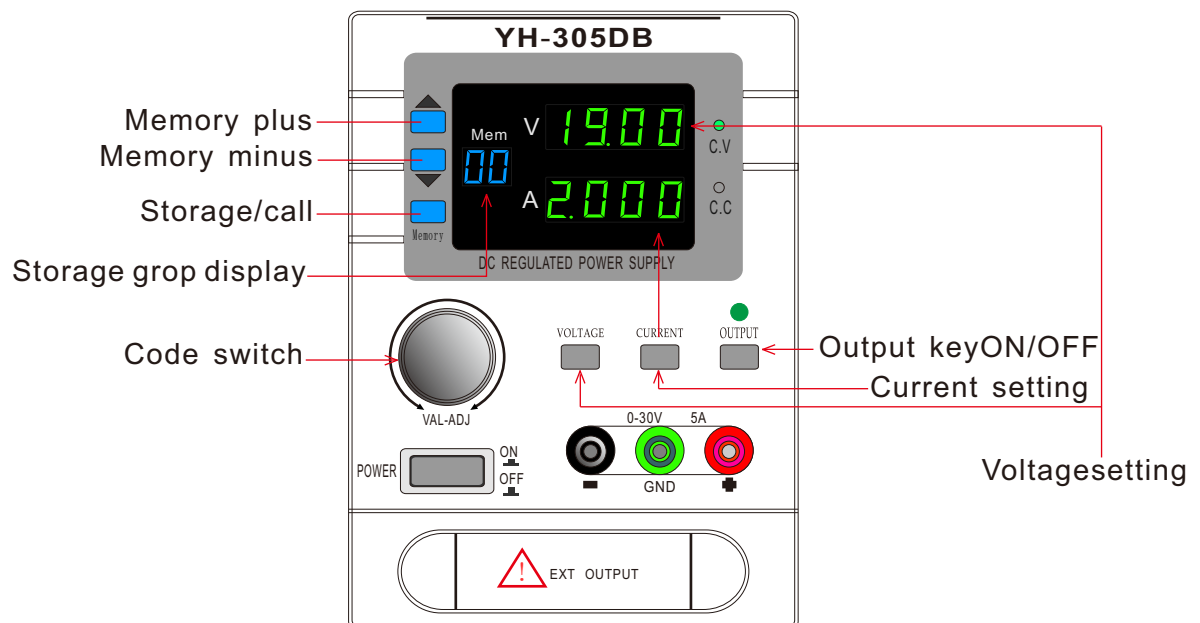 YH-305DB
Memory plus
Memory minus
Storage/call
Storage grop display
Code switch
Mem
00
V 19.00
A 2.000
C.V
C.C
Memory
DC REGULATED POWER SUPPLY
VOLTAGE CURRENT OUTPUT
Output keyON/OFF
Current setting
Voltagesetting
VAL-ADJ
0-30V 5A
POWER
ON
OFF
GND
! EXT OUTPUT